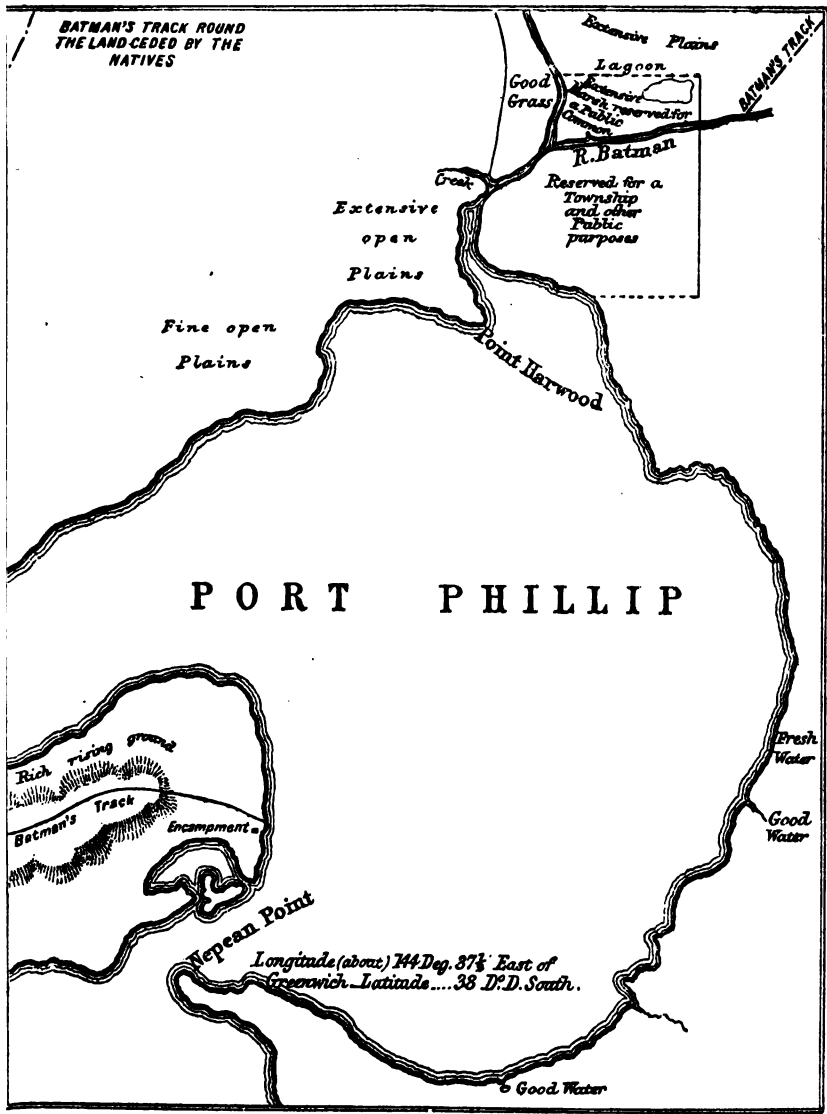 BATMAN'S TRACK ROUND
THE LAND CEDED BY THE
NATIVES
Extensive Plains
BATMAN'S TRACK
Lagoon
Good
Grass
Extensive
Marsh reserved for
a Public
Common
R. Batman
Creek
Reserved for a
Township
and other
Public
purposes
Extensive
open
Plains
Fine open
Plains
Point Harwood
PORT PHILLIP
Rich rising ground
Batman's Track
Encampment
Fresh
Water
Good
Water
Nepean Point
Longitude (about) 144 Deg. 37½ East of
Greenwich—Latitude....38 Do. D. South.
Good Water